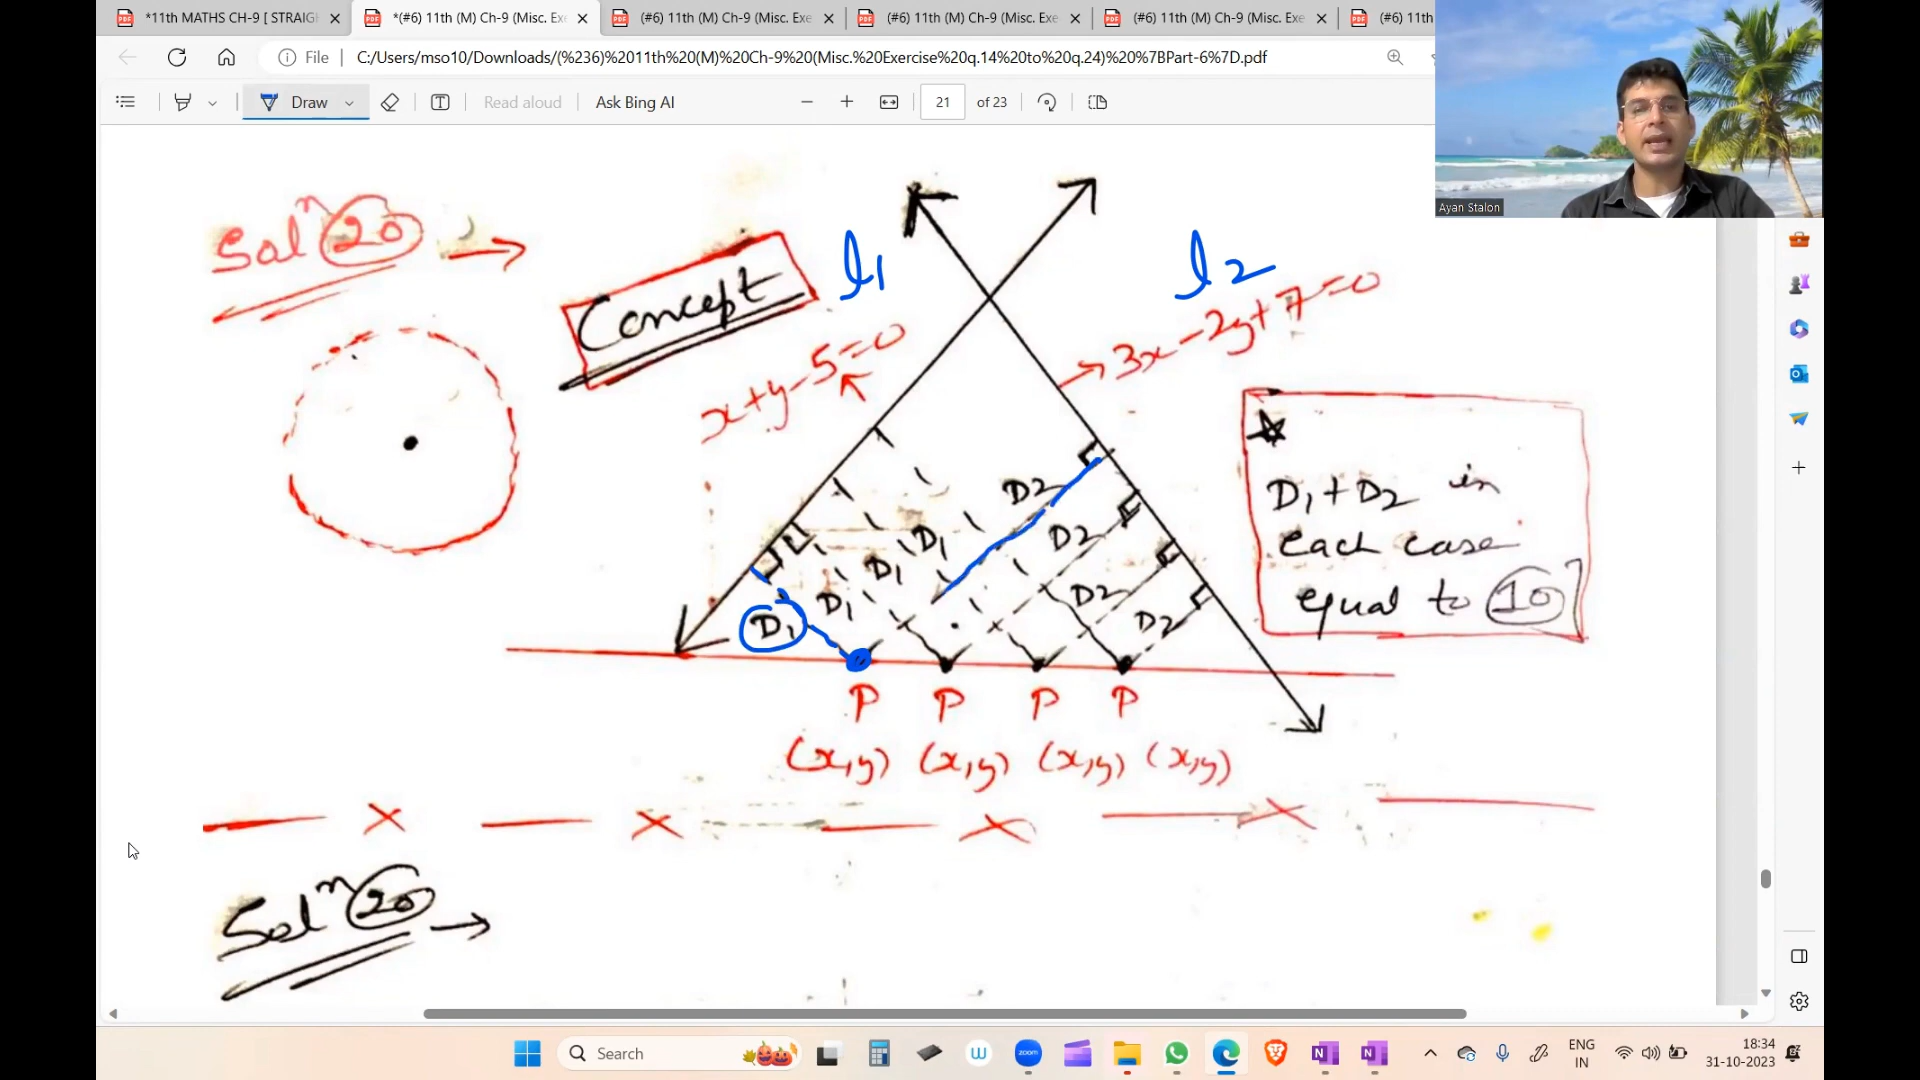 *11th MATHS CH-9 [ STRAIG
*(#6) 11th (M) Ch-9 (Misc. Exe
(#6) 11th (M) Ch-9 (Misc. Exe
(#6) 11th (M) Ch-9 (Misc. Exe
(#6) 11th (M) Ch-9 (Misc. Exe
(#6) 11th
File
C:/Users/mso10/Downloads/(%236)%2011th%20(M)%20Ch-9%20(Misc.%20Exercise%20q.14%20to%20q.24)%20%7BPart-6%7D.pdf
Draw
Read aloud
Ask Bing AI
21 of 23
Ayan Stalon
Solⁿ 20
Concept
l1
l2
x+y-5=0
3x-2y+7=0
D1+D2 in
each case
equal to 10
D2
D1
D2
D1
D2
D1
D2
D1
P P P P
(x,y) (x,y) (x,y) (x,y)
Solⁿ 20
Search
zoom
ENG
IN
18:34
31-10-2023